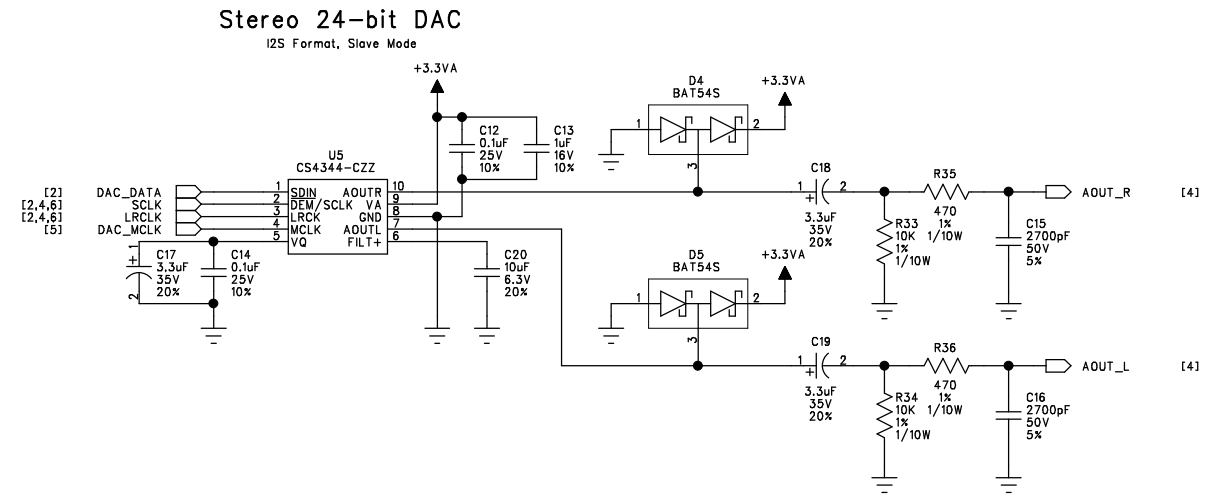 Stereo 24-bit DAC
I2S Format, Slave Mode
+3.3VA
C12
0.1uF
25V
10%
C13
1uF
16V
10%
U5
CS4344-CZZ
[2] DAC_DATA 1 SDIN AOUTR 10
[2,4,6] SCLK 2 DEM/SCLK VA 9
[2,4,6] LRCLK 3 LRCK GND 8
[5] DAC_MCLK 4 MCLK AOUTL 7
5 VQ FILT+ 6
1
+
2
C17
3.3uF
35V
20%
C14
0.1uF
25V
10%
C20
10uF
6.3V
20%
D4
BAT54S
+3.3VA
1
2
3
C18
1 2
+
3.3uF
35V
20%
R33
10K
1%
1/10W
R35
470
1%
1/10W
C15
2700pF
50V
5%
AOUT_R [4]
D5
BAT54S
+3.3VA
1
2
3
C19
1 2
+
3.3uF
35V
20%
R34
10K
1%
1/10W
R36
470
1%
1/10W
C16
2700pF
50V
5%
AOUT_L [4]